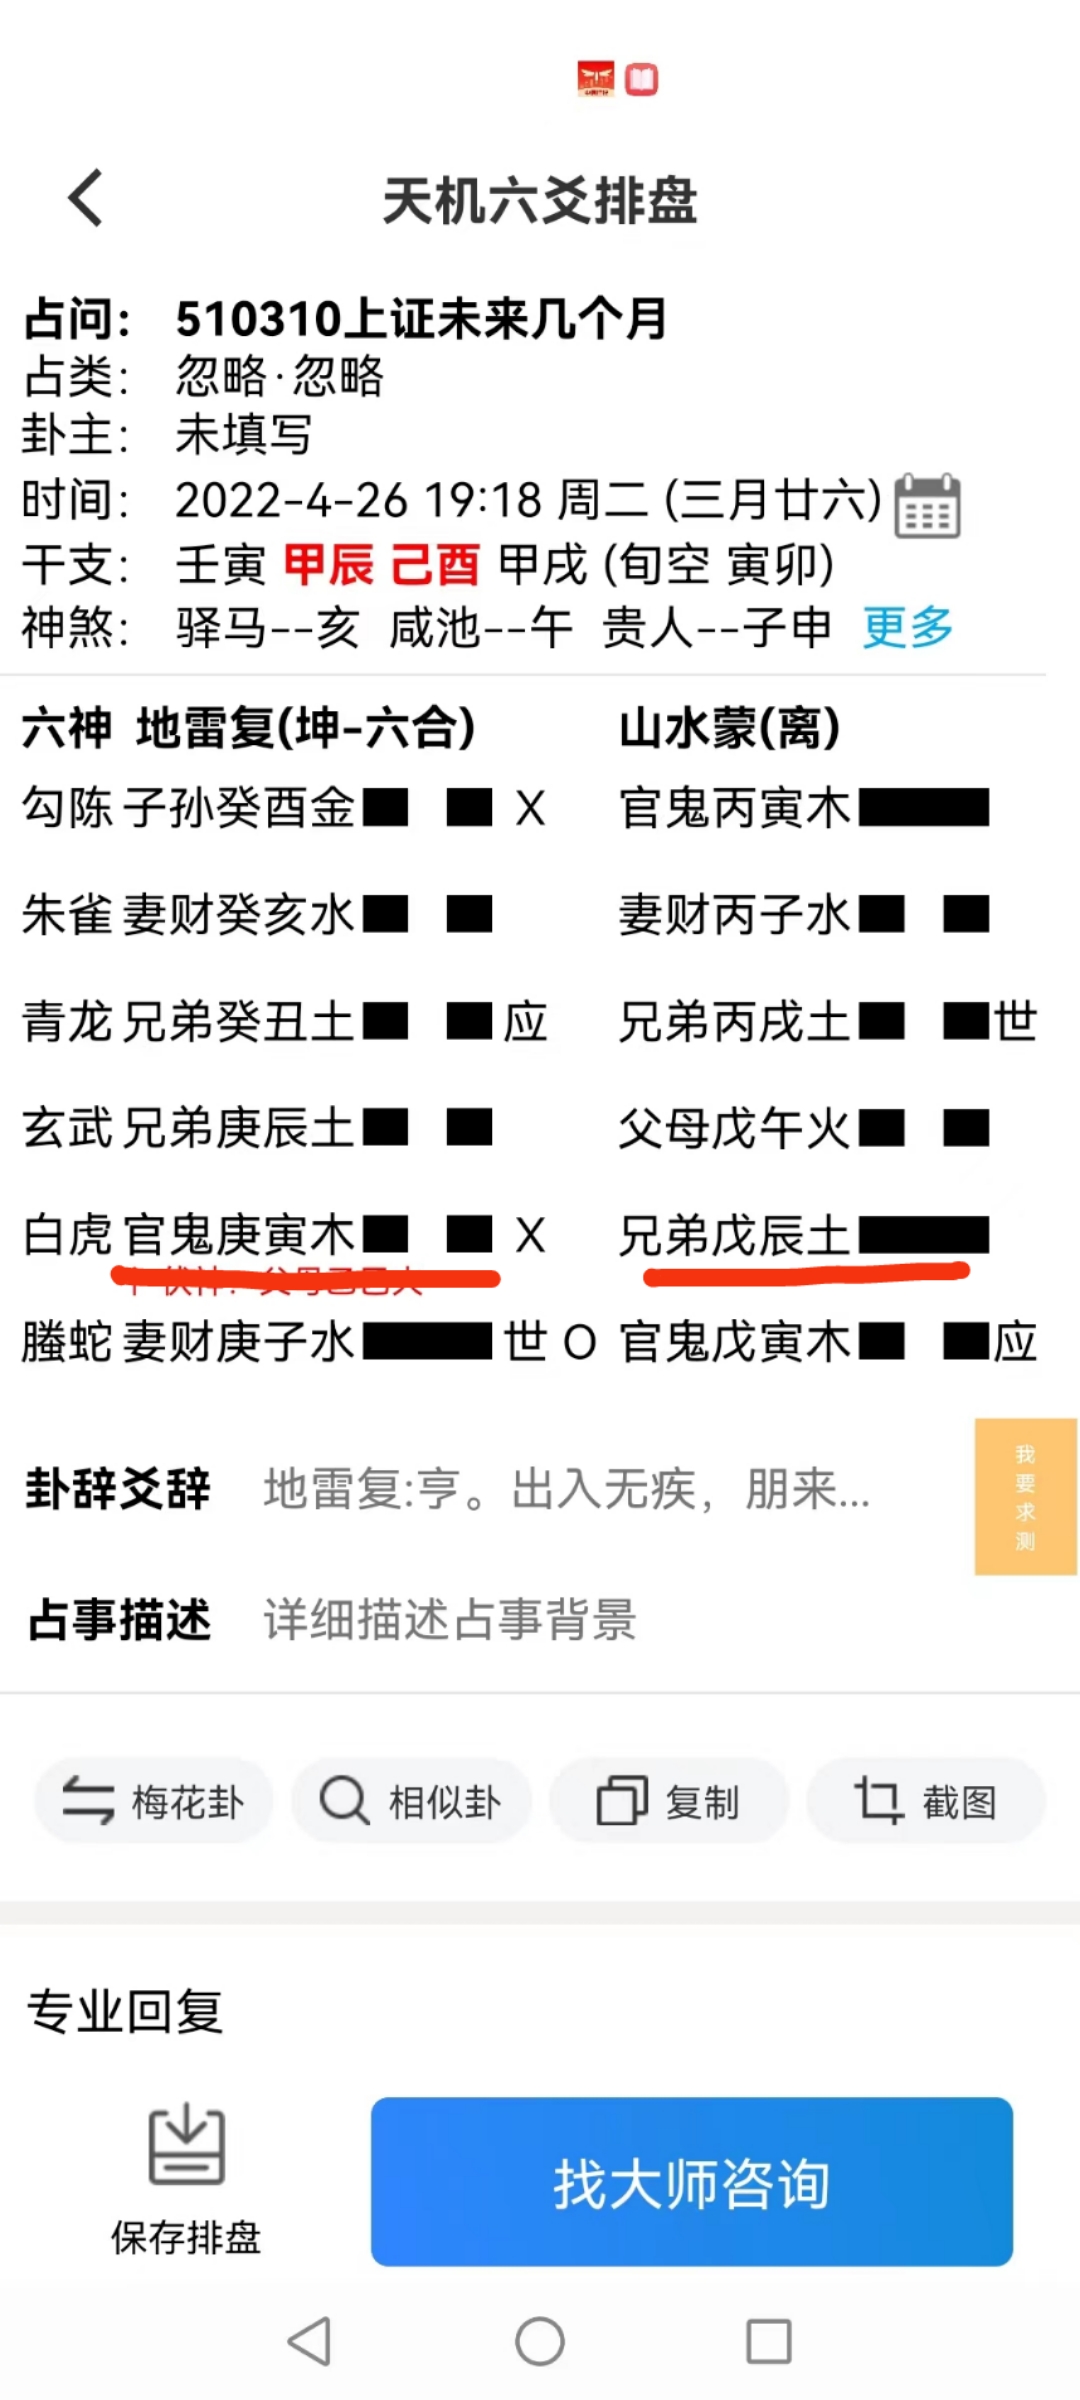 天机六爻排盘
占问： 510310上证未来几个月
占类： 忽略·忽略
卦主： 未填写
时间： 2022-4-26 19:18 周二 (三月廿六)
干支： 壬寅 甲辰 己酉 甲戌 (旬空 寅卯)
神煞： 驿马--亥 咸池--午 贵人--子申 更多
六神 地雷复(坤-六合) 山水蒙(离)
勾陈 子孙癸酉金 X 官鬼丙寅木
朱雀 妻财癸亥水 妻财丙子水
青龙 兄弟癸丑土 应 兄弟丙戌土 世
玄武 兄弟庚辰土 父母戊午火
白虎 官鬼庚寅木 X 兄弟戊辰土
伏神：父母乙巳火
螣蛇 妻财庚子水 世 O 官鬼戊寅木 应
卦辞爻辞 地雷复:亨。出入无疾，朋来...
我要求测
占事描述 详细描述占事背景
梅花卦 相似卦 复制 截图
专业回复
保存排盘
找大师咨询